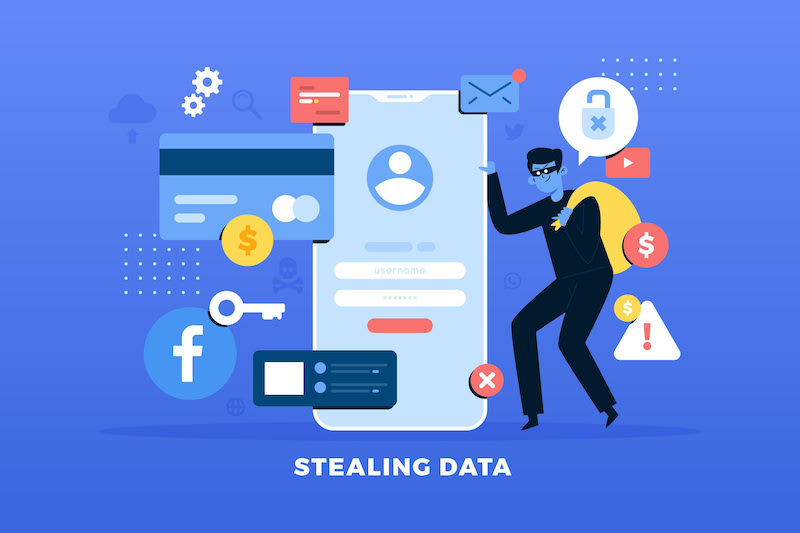 $
$
$
f
username
*******
!
STEALING DATA